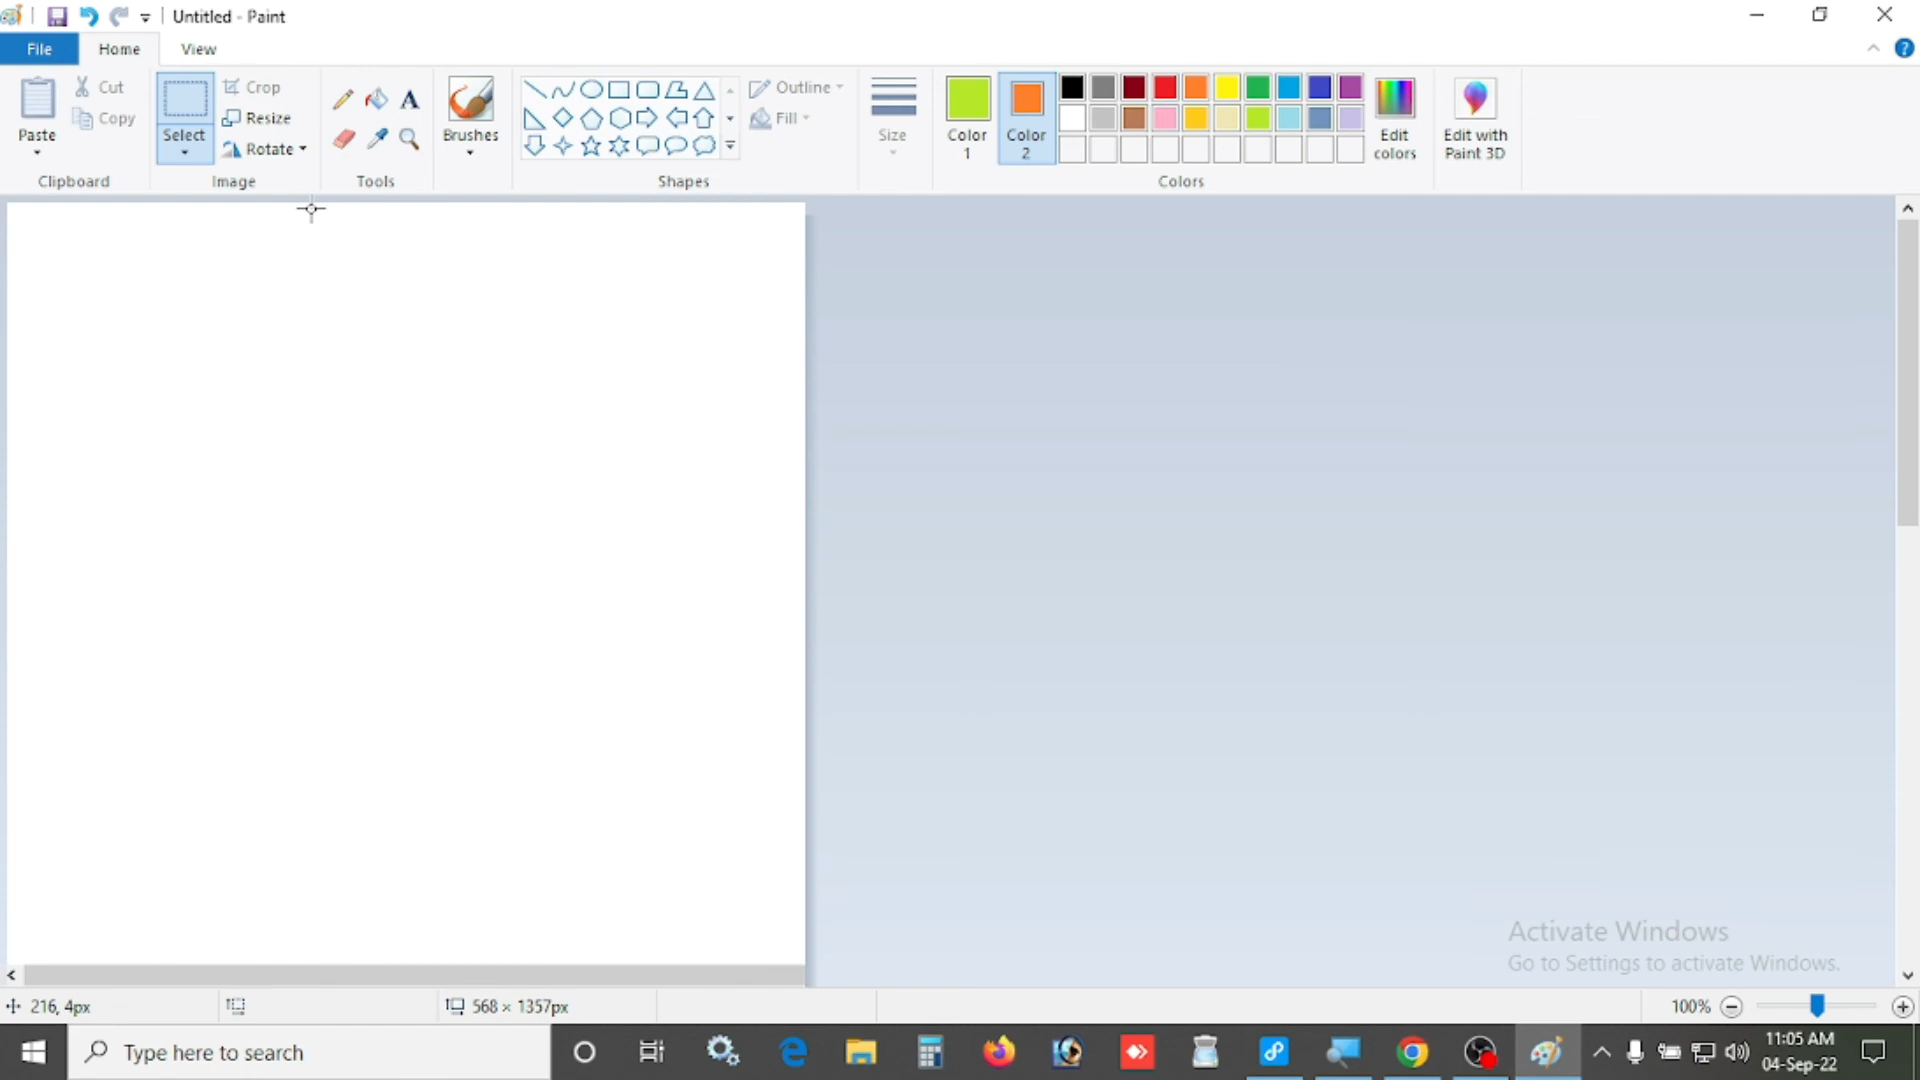 Untitled - Paint
File Home View
Paste
Cut
Copy
Clipboard
Select
Crop
Resize
Rotate
Image
A
Tools
Brushes
Shapes
Outline
Fill
Size
Color 1
Color 2
Colors
Edit colors
Edit with Paint 3D
Activate Windows
Go to Settings to activate Windows.
216, 4px
568 × 1357px
100%
Type here to search
11:05 AM
04-Sep-22